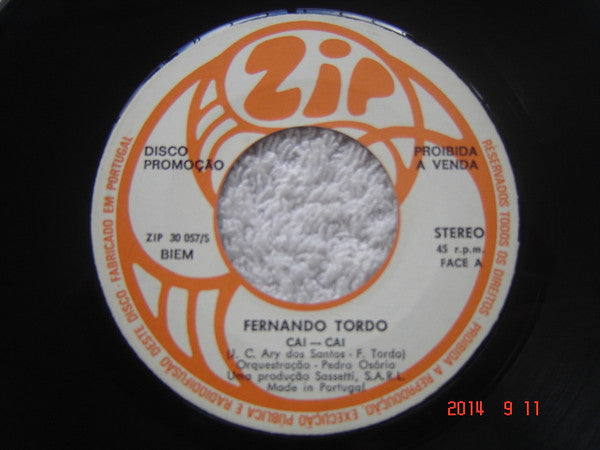 Zip
DISCO
PROMOÇÃO
PROIBIDA
A VENDA
ZIP 30 057/S
BIEM
STEREO
45 r.p.m.
FACE A
FERNANDO TORDO
CAI — CAI
(J. C. Ary dos Santos - F. Tordo)
Orquestração - Pedro Osório
Uma produção Sassetti, S.A.R.L.
Made in Portugal
RESERVADOS TODOS OS DIREITOS PROIBIDA A REPRODUÇÃO, EXECUÇÃO PÚBLICA E RADIODIFUSÃO DESTE DISCO - FABRICADO EM PORTUGAL
2014 9 11